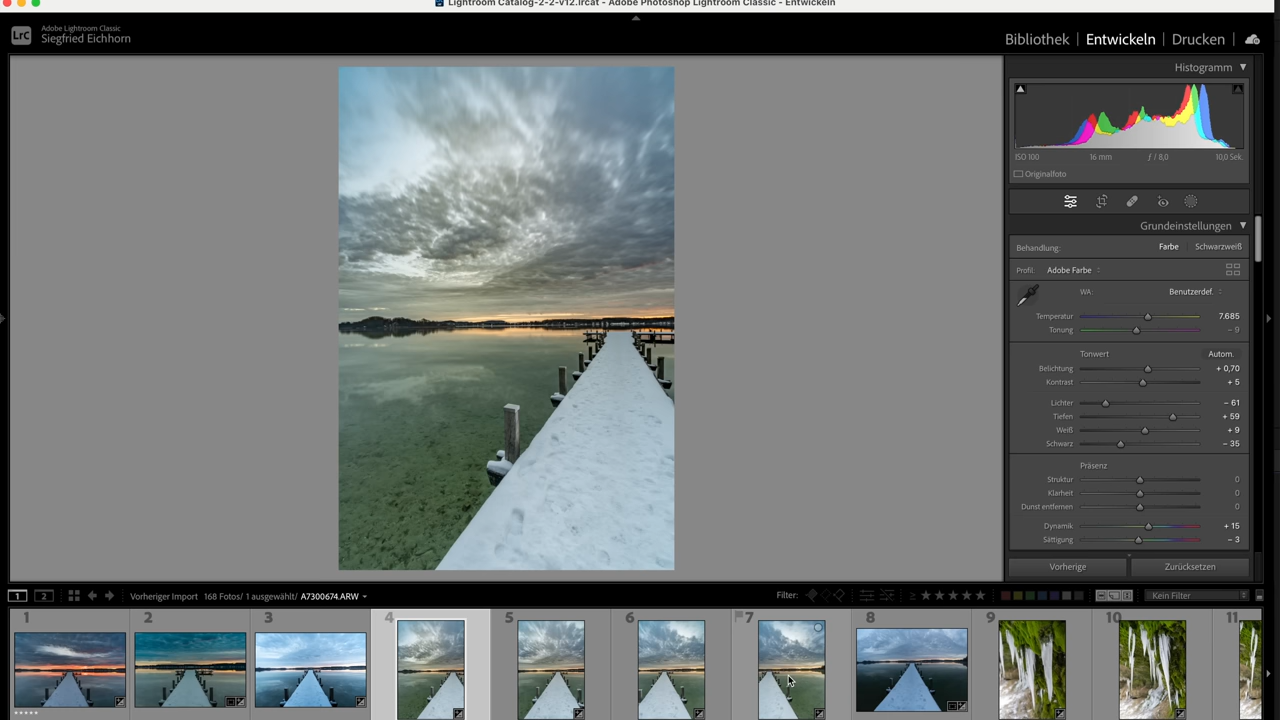 Lightroom Catalog-2-2-v12.lrcat - Adobe Photoshop Lightroom Classic - Entwickeln
LrC
Adobe Lightroom Classic
Siegfried Eichhorn
Bibliothek | Entwickeln | Drucken
Histogramm
ISO 100 16 mm ƒ / 8,0 10,0 Sek.
Originalfoto
Grundeinstellungen
Behandlung: Farbe Schwarzweiß
Profil: Adobe Farbe
WA: Benutzerdef.
Temperatur 7.685
Tonung - 9
Tonwert Autom.
Belichtung + 0,70
Kontrast + 5
Lichter - 61
Tiefen + 59
Weiß + 9
Schwarz - 35
Präsenz
Struktur 0
Klarheit 0
Dunst entfernen 0
Dynamik + 15
Sättigung - 3
Vorherige Zurücksetzen
1 2 Vorheriger Import 168 Fotos/ 1 ausgewählt/ A7300674.ARW Filter: Kein Filter
1 2 3 4 5 6 7 8 9 10 11